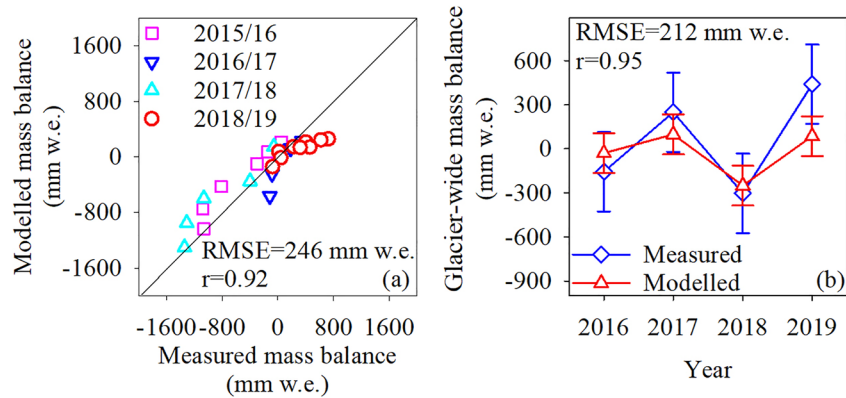 Modelled mass balance
(mm w.e.)
1600
800
0
-800
-1600
2015/16
2016/17
2017/18
2018/19
RMSE=246 mm w.e.
r=0.92
(a)
-1600 -800 0 800 1600
Measured mass balance
(mm w.e.)
Glacier-wide mass balance
(mm w.e.)
600
300
0
-300
-600
-900
RMSE=212 mm w.e.
r=0.95
Measured
Modelled
(b)
2016 2017 2018 2019
Year